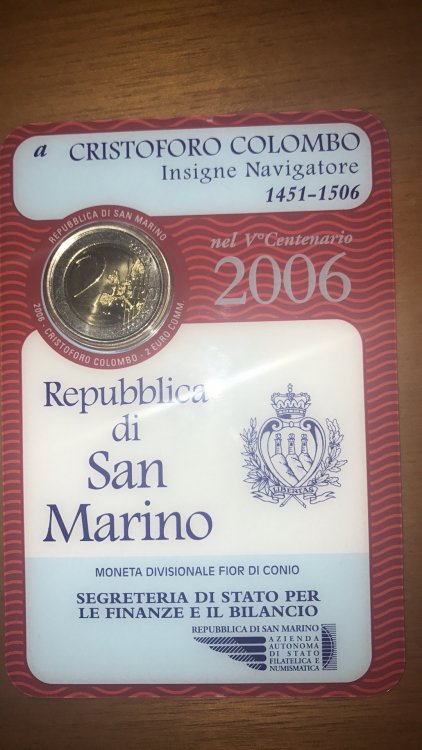 a CRISTOFORO COLOMBO
Insigne Navigatore
1451-1506
REPUBBLICA DI SAN MARINO
2
2006 - CRISTOFORO COLOMBO - 2 EURO COMM.
nel V° Centenario
2006
Repubblica
di
San
Marino
LIBERTAS
MONETA DIVISIONALE FIOR DI CONIO
SEGRETERIA DI STATO PER
LE FINANZE E IL BILANCIO
REPUBBLICA DI SAN MARINO
AZIENDA
AUTONOMA
DI STATO
FILATELICA E
NUMISMATICA